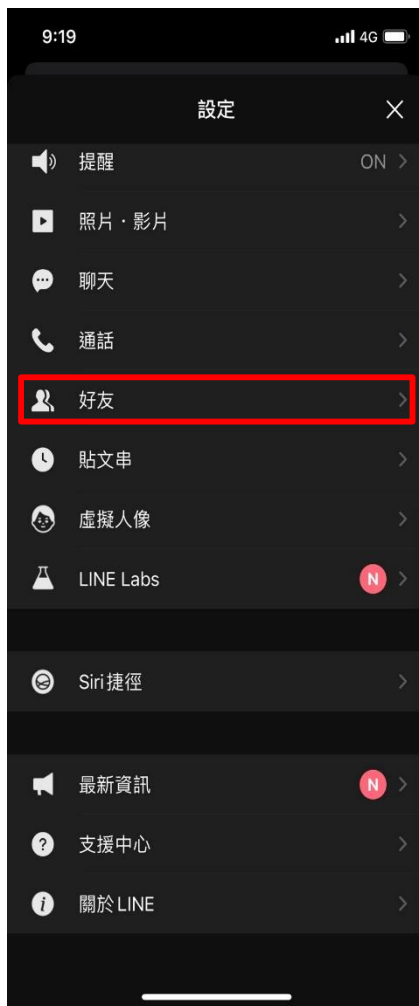 9:19
4G
設定
提醒
ON
照片・影片
聊天
通話
好友
貼文串
虛擬人像
LINE Labs
N
Siri捷徑
最新資訊
N
支援中心
關於LINE